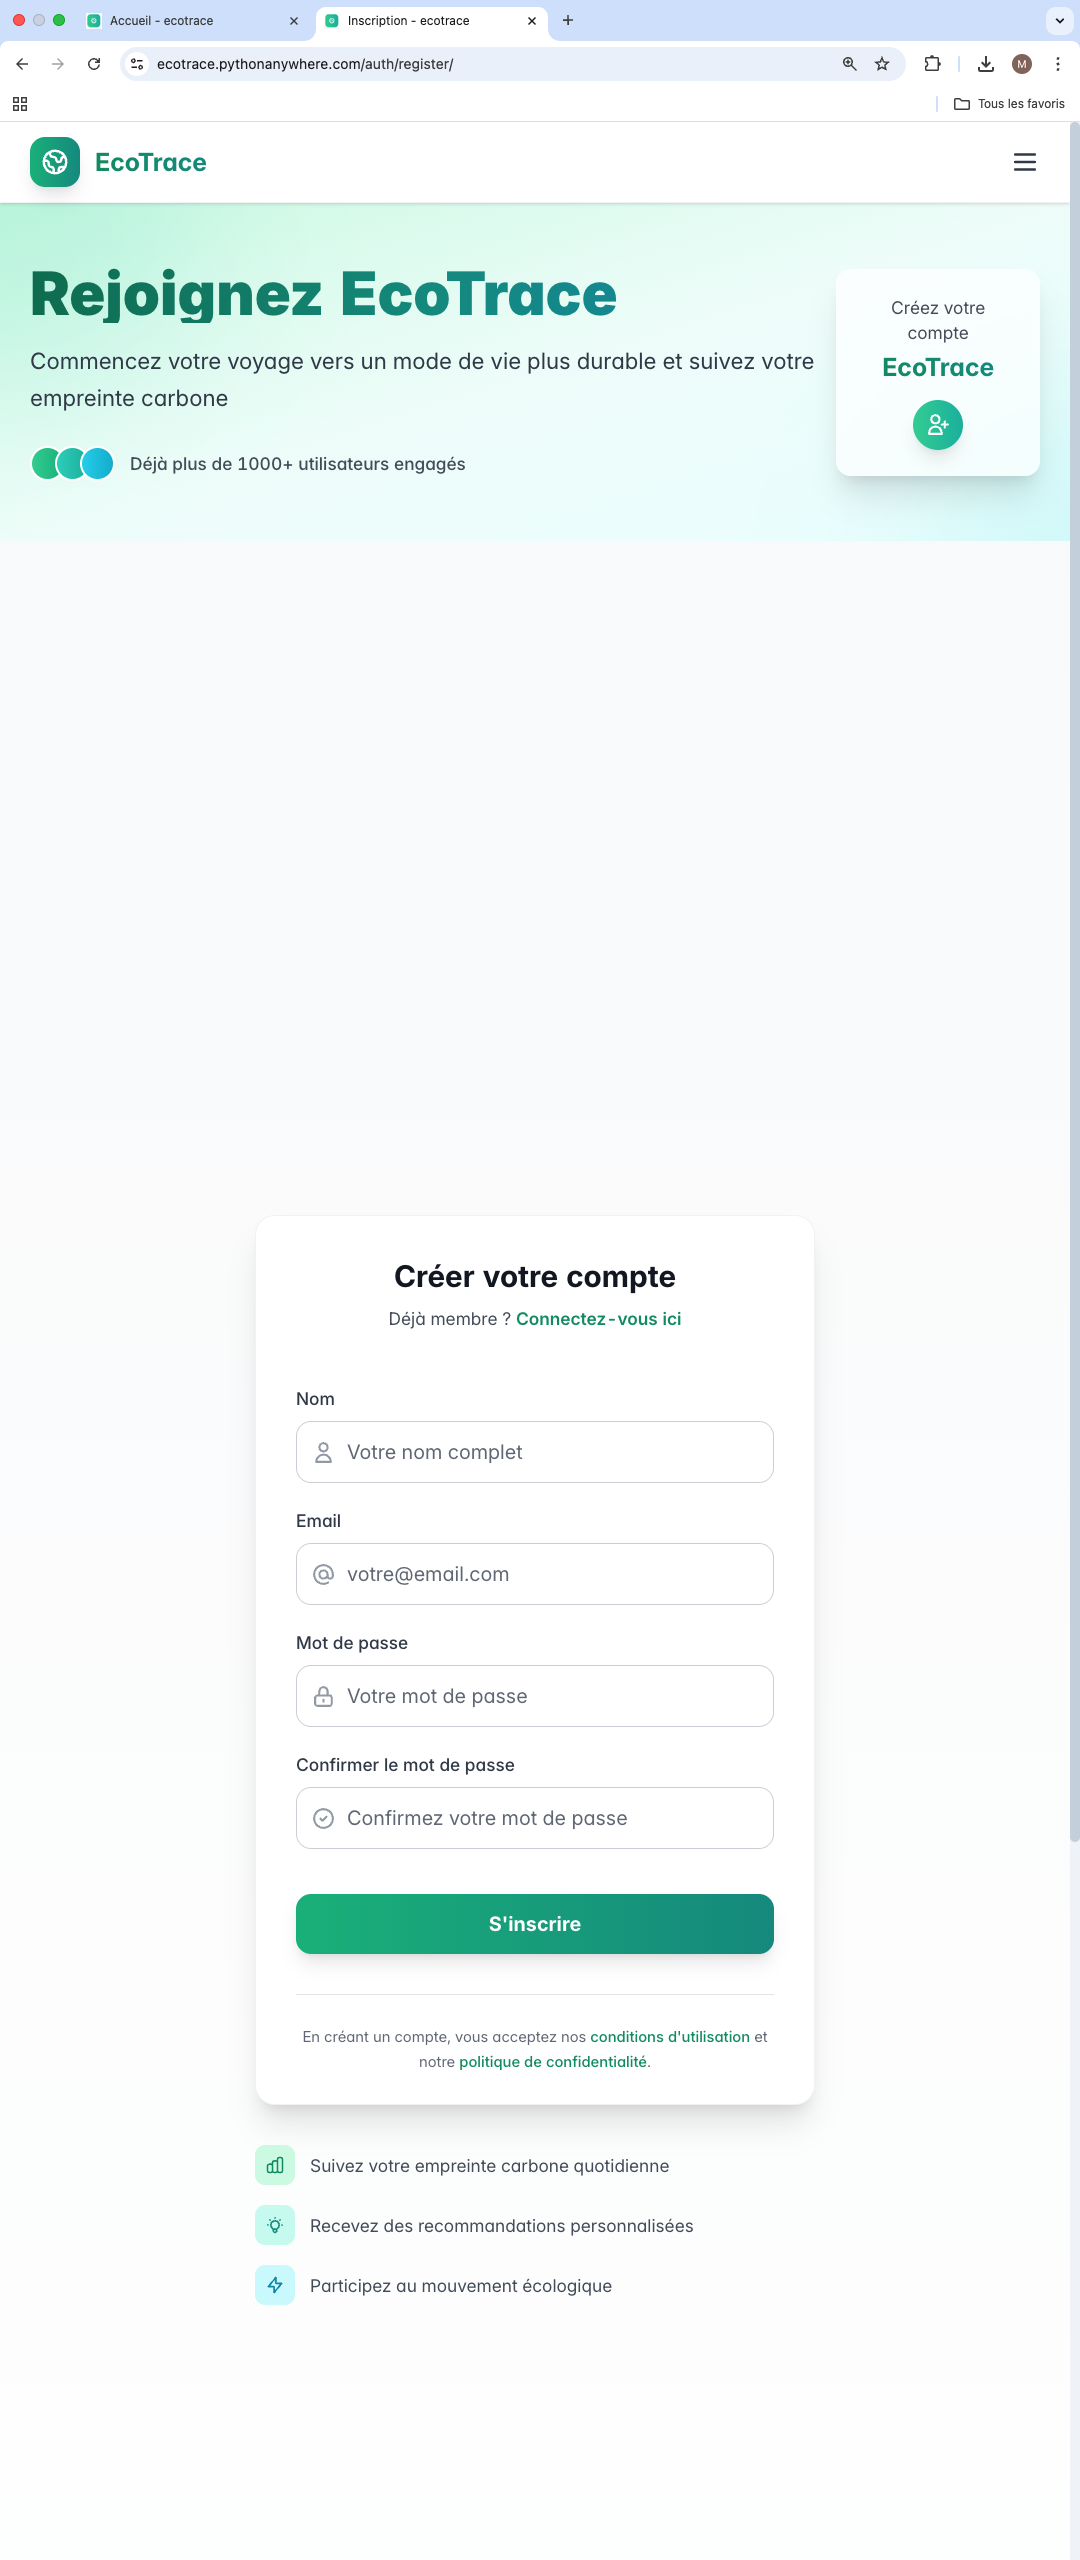 Accueil - ecotrace
Inscription - ecotrace
ecotrace.pythonanywhere.com/auth/register/
M
Tous les favoris
EcoTrace
Rejoignez EcoTrace
Commencez votre voyage vers un mode de vie plus durable et suivez votre
empreinte carbone
Déjà plus de 1000+ utilisateurs engagés
Créez votre
compte
EcoTrace
Créer votre compte
Déjà membre ? Connectez-vous ici
Nom
Votre nom complet
Email
votre@email.com
Mot de passe
Votre mot de passe
Confirmer le mot de passe
Confirmez votre mot de passe
S'inscrire
En créant un compte, vous acceptez nos conditions d'utilisation et
notre politique de confidentialité.
Suivez votre empreinte carbone quotidienne
Recevez des recommandations personnalisées
Participez au mouvement écologique